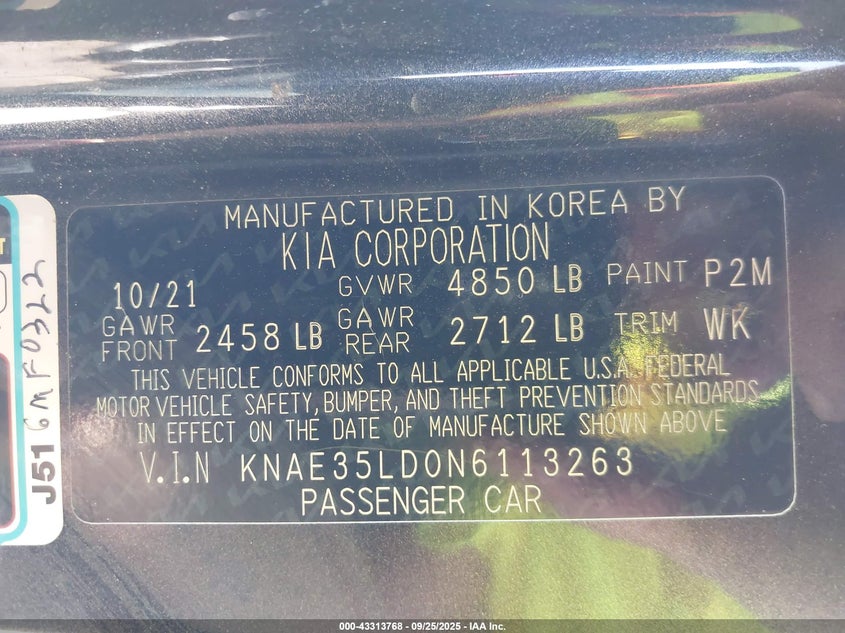 MANUFACTURED IN KOREA BY
KIA CORPORATION
10/21 GVWR 4850 LB PAINT P2M
GAWR FRONT 2458 LB GAWR REAR 2712 LB TRIM WK
THIS VEHICLE CONFORMS TO ALL APPLICABLE U.S.A. FEDERAL
MOTOR VEHICLE SAFETY, BUMPER, AND THEFT PREVENTION STANDARDS
IN EFFECT ON THE DATE OF MANUFACTURE SHOWN ABOVE
V.I.N KNAE35LD0N6113263
PASSENGER CAR
J51 6MF0322
000-43313768 - 09/25/2025 - IAA Inc.